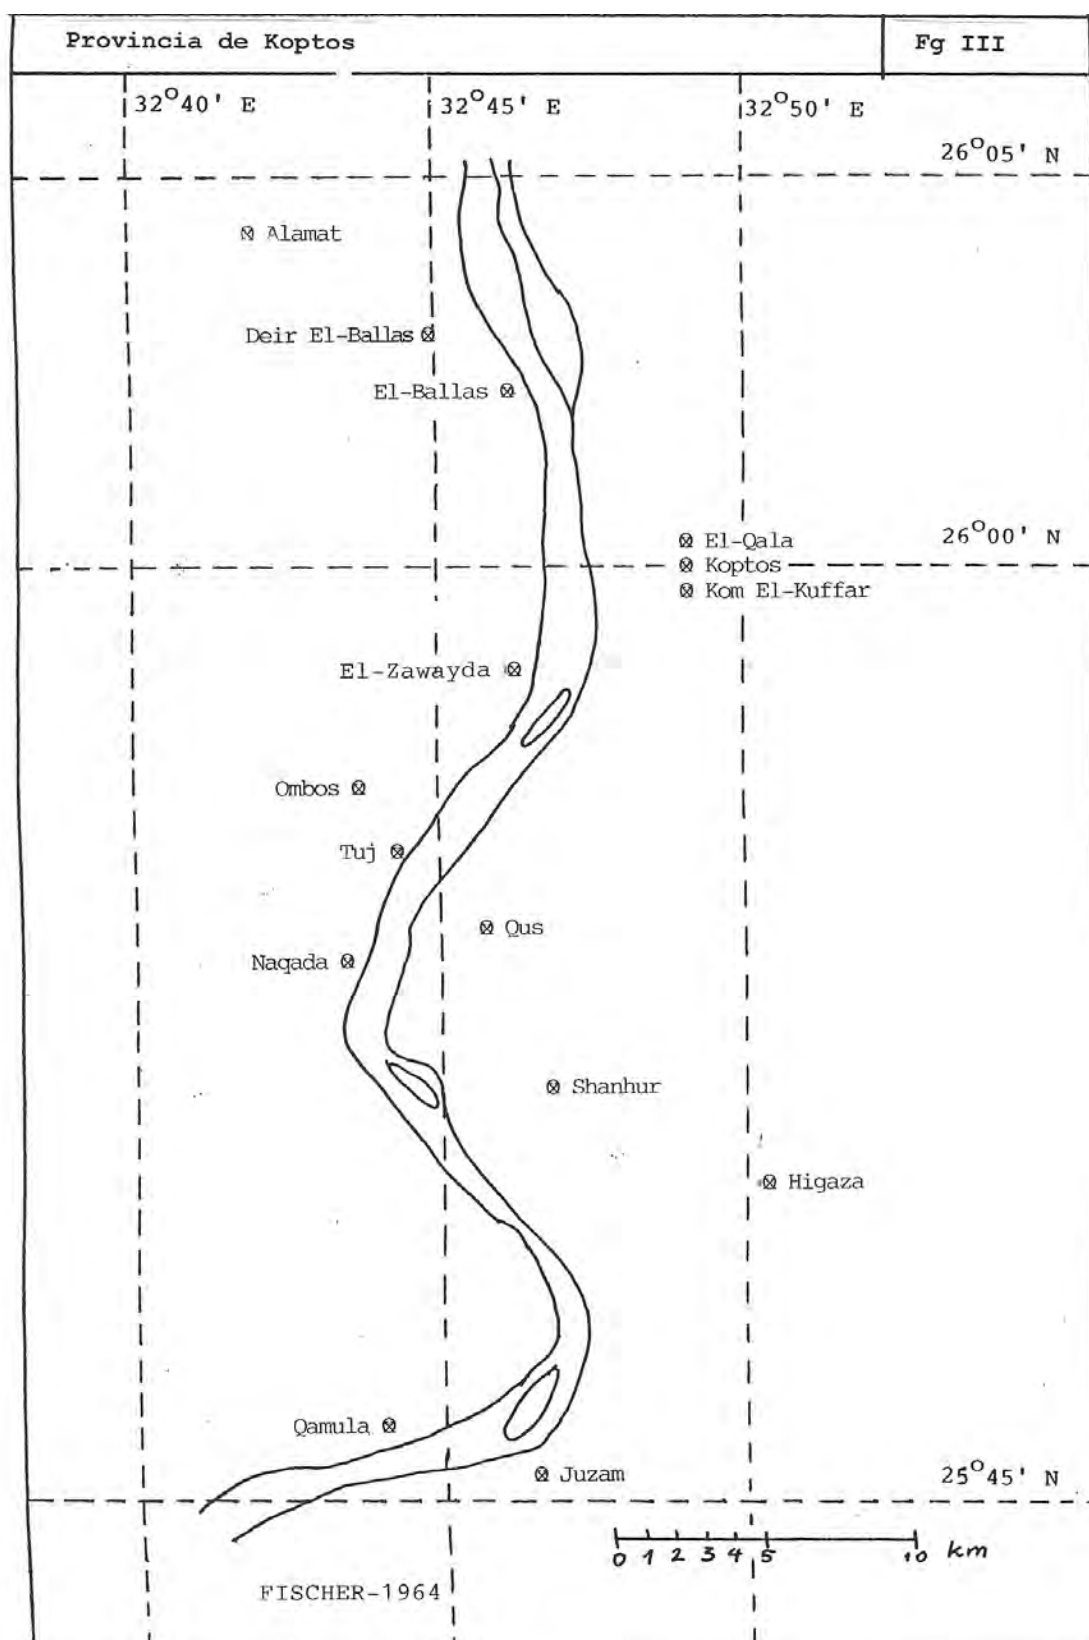 Provincia de Koptos
Fg III
32°40' E
32°45' E
32°50' E
26°05' N
Alamat
Deir El-Ballas
El-Ballas
El-Qala
26°00' N
Koptos
Kom El-Kuffar
El-Zawayda
Ombos
Tuj
Qus
Naqada
Shanhur
Higaza
Qamula
Juzam
25°45' N
0 1 2 3 4 5 10 km
FISCHER-1964